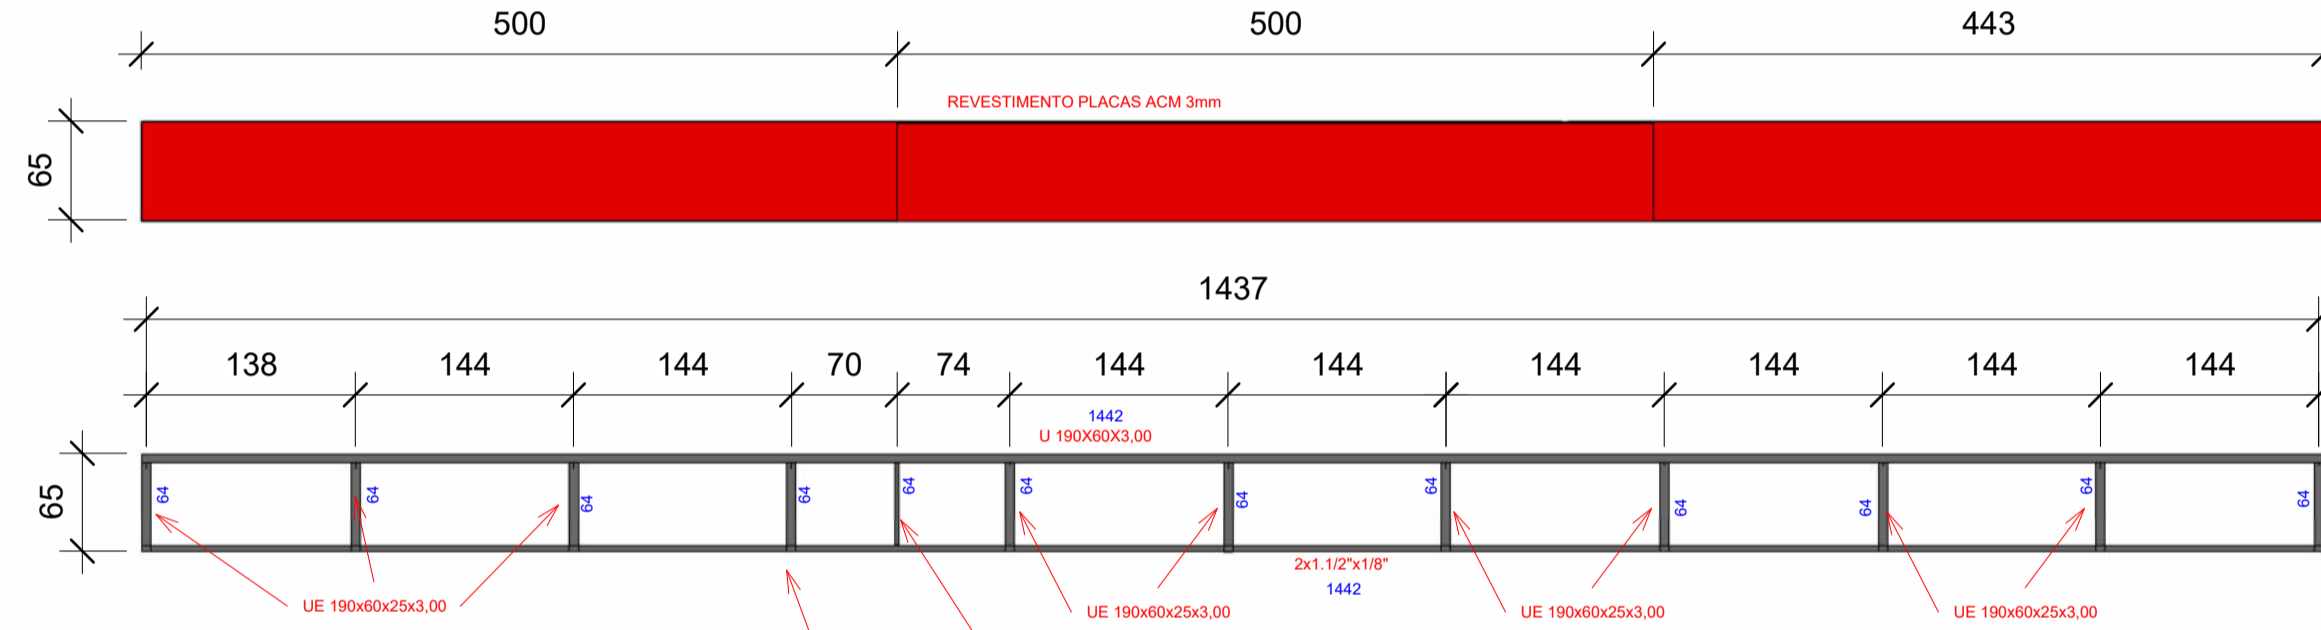 500 500 443
REVESTIMENTO PLACAS ACM 3mm
65
1437
138 144 144 70 74 144 144 144 144 144 144
1442
U 190X60X3,00
65
64 64 64 64 64 64 64 64 64 64 64 64
2x1.1/2"x1/8"
1442
UE 190x60x25x3,00 UE 190x60x25x3,00 UE 190x60x25x3,00 UE 190x60x25x3,00